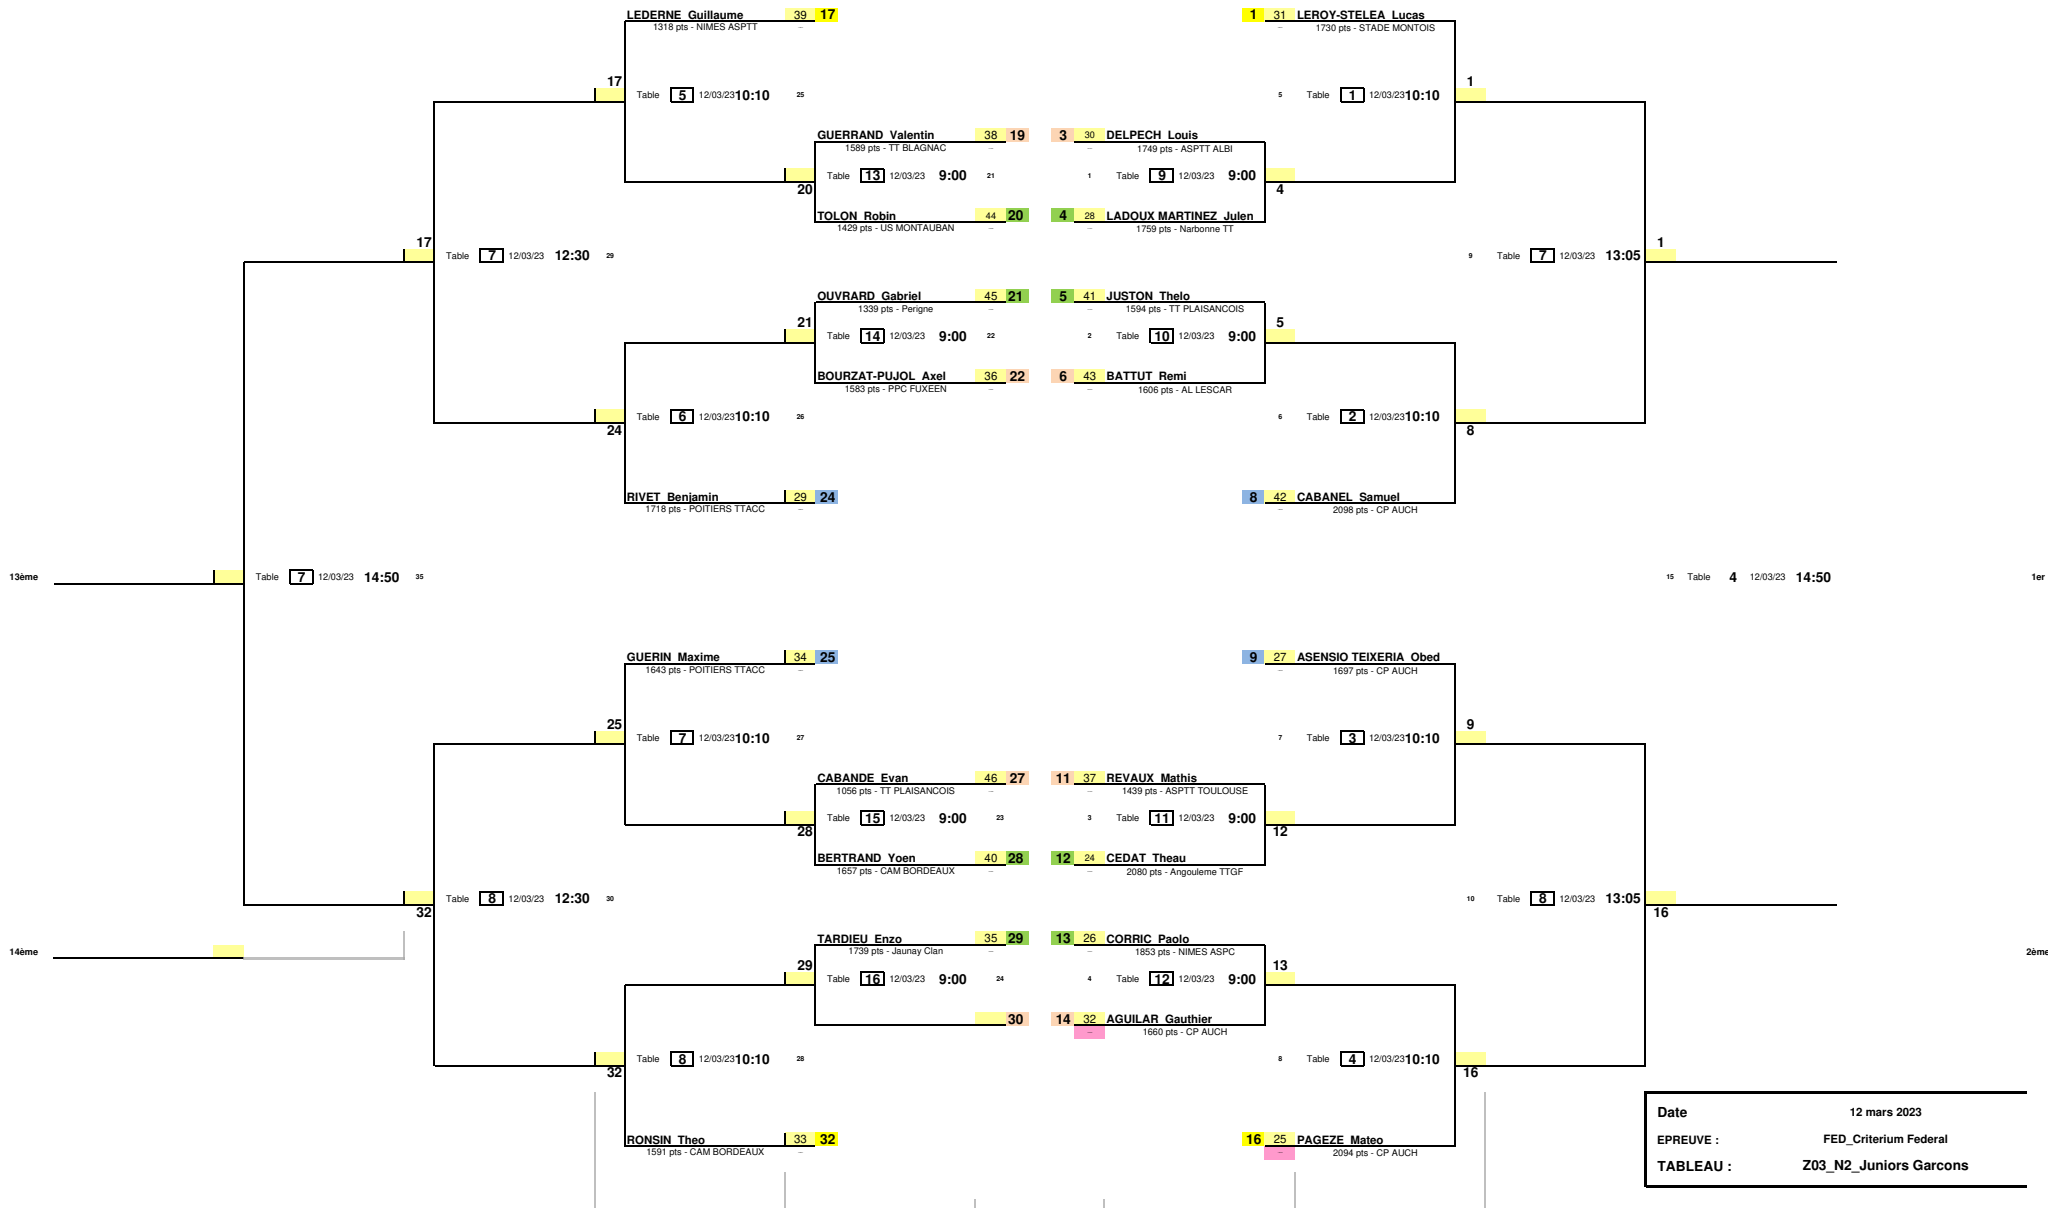 LEDERNE Guillaume 39 17 1 31 LEROY-STELEA Lucas
1318 pts - NIMES ASPTT – – 1730 pts - STADE MONTOIS
17 1
Table 5 12/03/23 10:10 25 5 Table 1 12/03/23 10:10
GUERRAND Valentin 38 19 3 30 DELPECH Louis
1589 pts - TT BLAGNAC – – 1749 pts - ASPTT ALBI
Table 13 12/03/23 9:00 21 1 Table 9 12/03/23 9:00
20 4
TOLON Robin 44 20 4 28 LADOUX MARTINEZ Julen
1429 pts - US MONTAUBAN – – 1759 pts - Narbonne TT
17 1
Table 7 12/03/23 12:30 29 9 Table 7 12/03/23 13:05
OUVRARD Gabriel 45 21 5 41 JUSTON Thelo
1339 pts - Perigne – – 1594 pts - TT PLAISANCOIS
21 5
Table 14 12/03/23 9:00 22 2 Table 10 12/03/23 9:00
BOURZAT-PUJOL Axel 36 22 6 43 BATTUT Remi
1583 pts - PPC FUXEEN – – 1606 pts - AL LESCAR
Table 6 12/03/23 10:10 26 6 Table 2 12/03/23 10:10
24 8
RIVET Benjamin 29 24 8 42 CABANEL Samuel
1718 pts - POITIERS TTACC – – 2098 pts - CP AUCH
13ème Table 7 12/03/23 14:50 35 15 Table 4 12/03/23 14:50 1er
GUERIN Maxime 34 25 9 27 ASENSIO TEIXERIA Obed
1643 pts - POITIERS TTACC – – 1697 pts - CP AUCH
25 9
Table 7 12/03/23 10:10 27 7 Table 3 12/03/23 10:10
CABANDE Evan 46 27 11 37 REVAUX Mathis
1056 pts - TT PLAISANCOIS – – 1439 pts - ASPTT TOULOUSE
Table 15 12/03/23 9:00 23 3 Table 11 12/03/23 9:00
28 12
BERTRAND Yoen 40 28 12 24 CEDAT Theau
1657 pts - CAM BORDEAUX – – 2080 pts - Angouleme TTGF
Table 8 12/03/23 12:30 30 10 Table 8 12/03/23 13:05
32 16
TARDIEU Enzo 35 29 13 26 CORRIC Paolo
14ème 1739 pts - Jaunay Clan – – 1853 pts - NIMES ASPC 2ème
29 13
Table 16 12/03/23 9:00 24 4 Table 12 12/03/23 9:00
30 14 32 AGUILAR Gauthier
– 1660 pts - CP AUCH
Table 8 12/03/23 10:10 28 8 Table 4 12/03/23 10:10
32 16
Date 12 mars 2023
RONSIN Theo 33 32 16 25 PAGEZE Mateo
EPREUVE : FED_Criterium Federal
1591 pts - CAM BORDEAUX – – 2094 pts - CP AUCH
TABLEAU : Z03_N2_Juniors Garcons